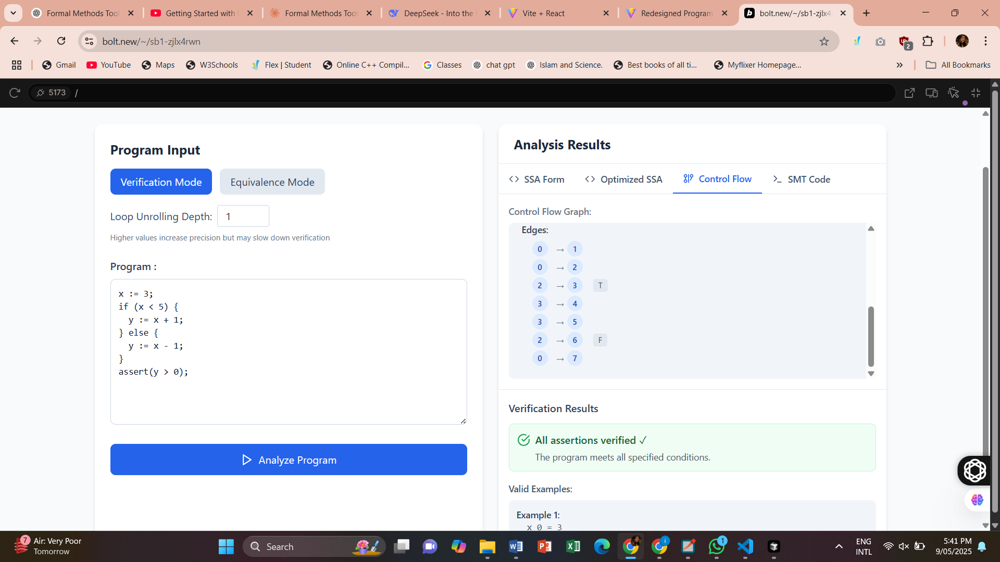 Formal Methods Tool
Getting Started with
Formal Methods Tool
DeepSeek - Into the
Vite + React
Redesigned Program
bolt.new/~/sb1-zjlx4
bolt.new/~/sb1-zjlx4rwn
2
Gmail
YouTube
Maps
W3Schools
Flex | Student
Online C++ Compil...
Classes
chat gpt
Islam and Science.
Best books of all ti...
Myflixer Homepage...
All Bookmarks
5173 /
Program Input
Verification Mode
Equivalence Mode
Loop Unrolling Depth: 1
Higher values increase precision but may slow down verification
Program :
x := 3;
if (x < 5) {
  y := x + 1;
} else {
  y := x - 1;
}
assert(y > 0);
Analyze Program
Analysis Results
<> SSA Form
<> Optimized SSA
Control Flow
>_ SMT Code
Control Flow Graph:
Edges:
0 → 1
0 → 2
2 → 3 T
3 → 4
3 → 5
2 → 6 F
0 → 7
Verification Results
All assertions verified ✓
The program meets all specified conditions.
Valid Examples:
Example 1:
x_0 = 3
7
Air: Very Poor
Tomorrow
Search
1
ENG
INTL
5:41 PM
9/05/2025